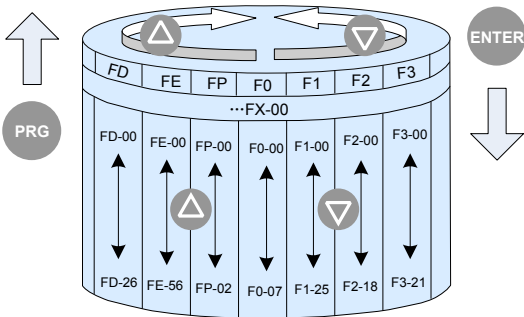 ENTER
PRG
FD FE FP F0 F1 F2 F3
···FX-00
FD-00 FE-00 FP-00 F0-00 F1-00 F2-00 F3-00
FD-26 FE-56 FP-02 F0-07 F1-25 F2-18 F3-21